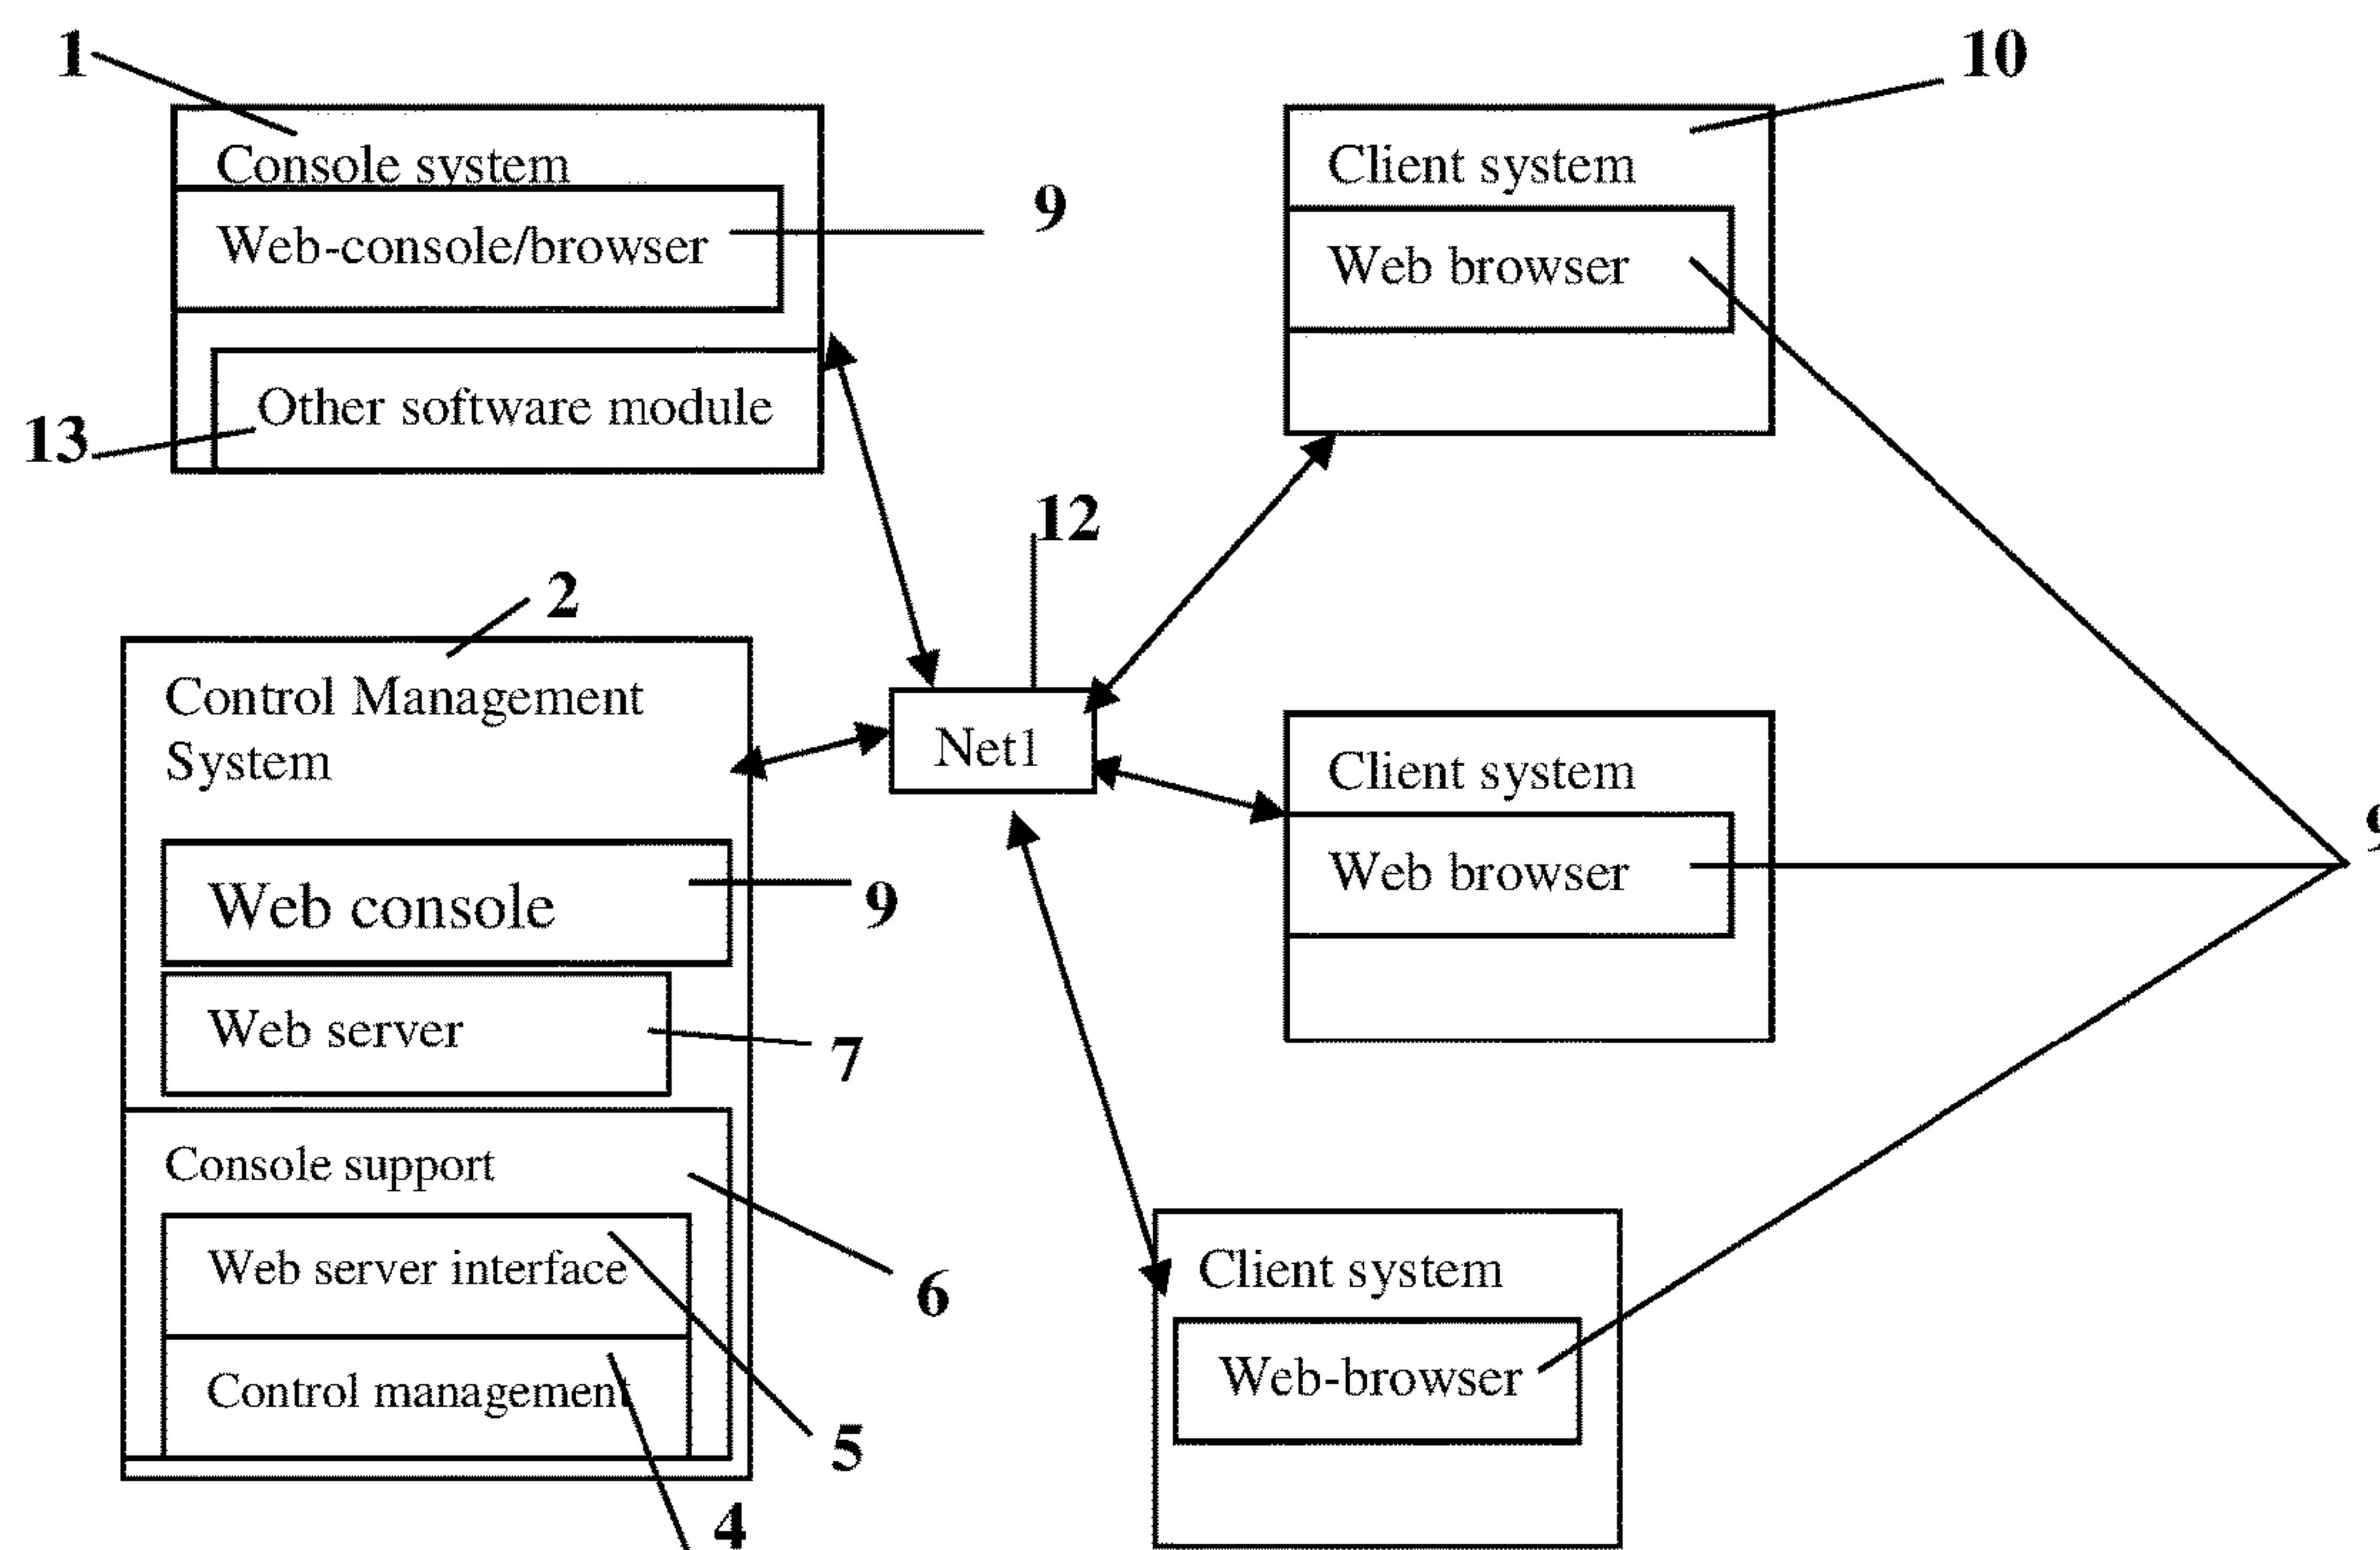 1
Console system
Web-console/browser
9
Other software module
13
10
Client system
Web browser
12
Net1
2
Control Management
System
Web console
9
Web server
7
Console support
6
Web server interface
5
Control management
4
Client system
Web browser
9
Client system
Web-browser